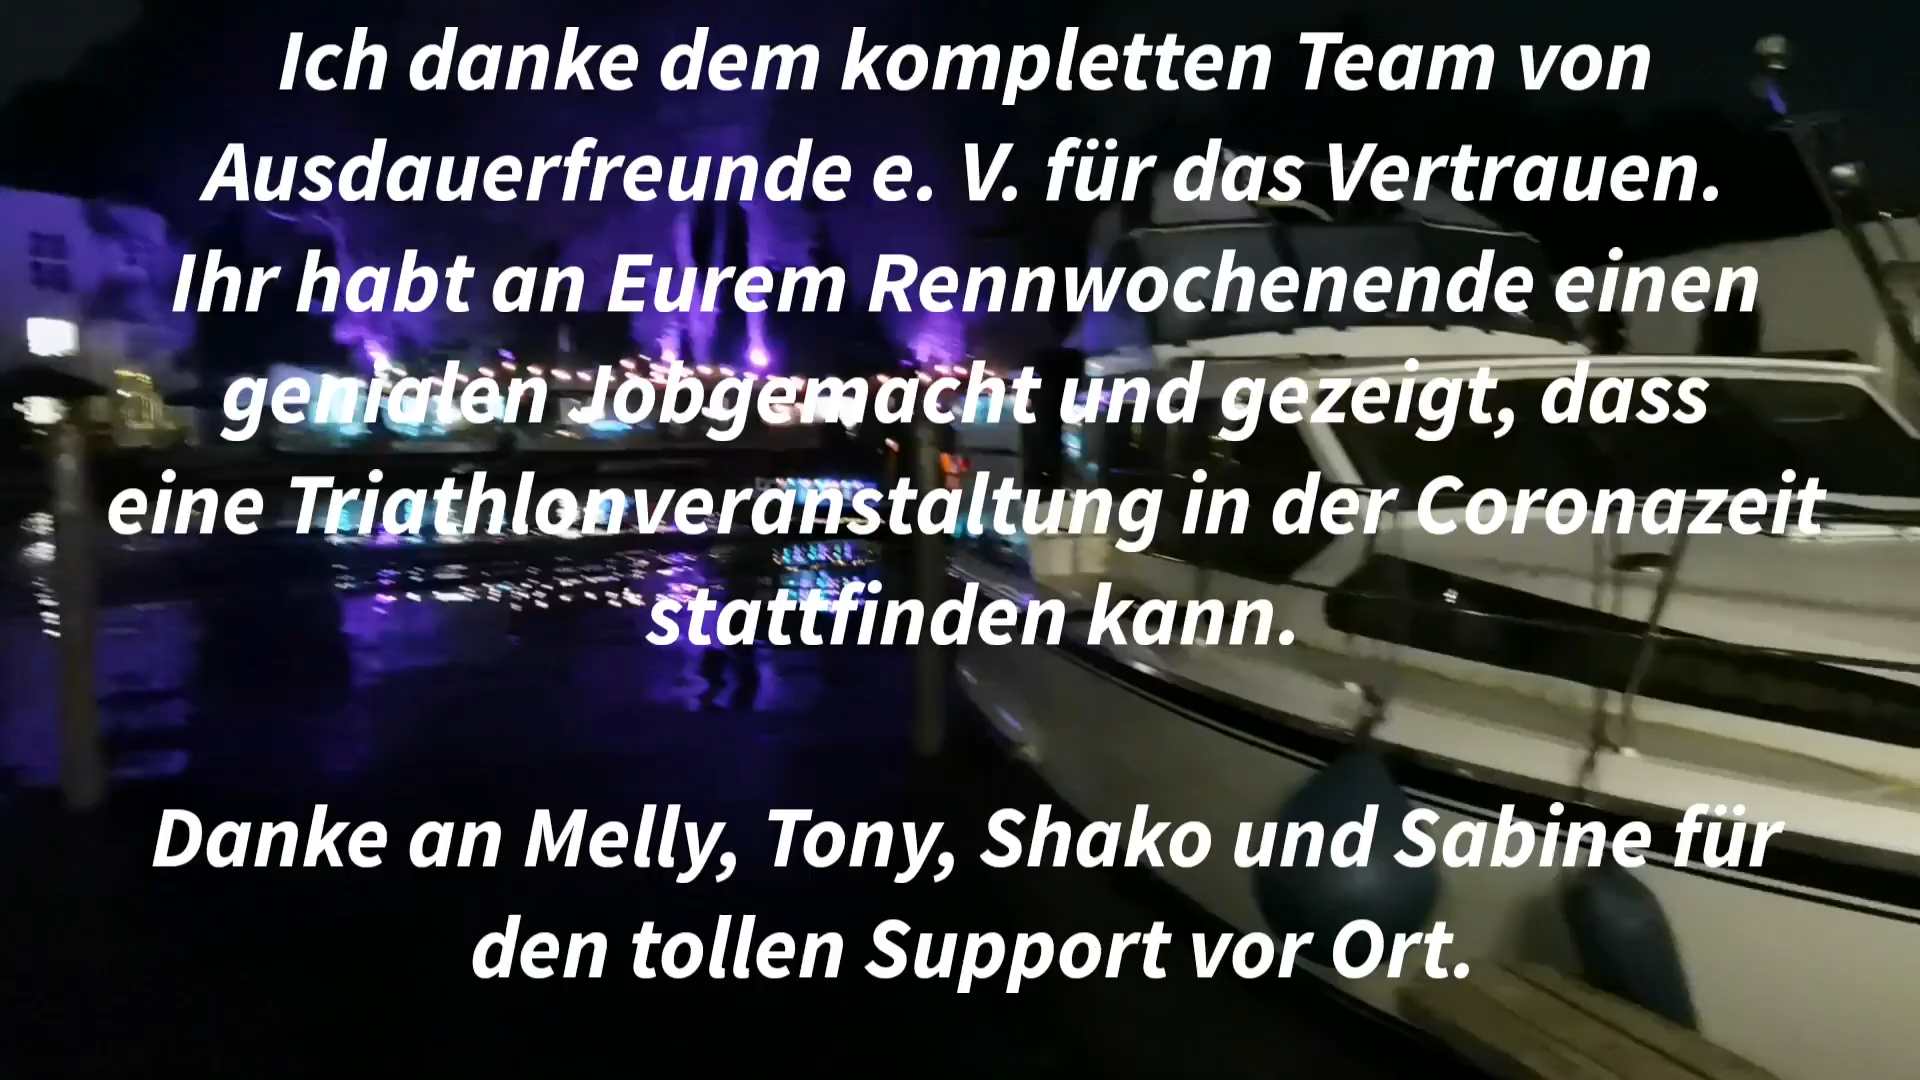 Ich danke dem kompletten Team von
Ausdauerfreunde e. V. für das Vertrauen.
Ihr habt an Eurem Rennwochenende einen
genialen Jobgemacht und gezeigt, dass
eine Triathlonveranstaltung in der Coronazeit
stattfinden kann.
Danke an Melly, Tony, Shako und Sabine für
den tollen Support vor Ort.